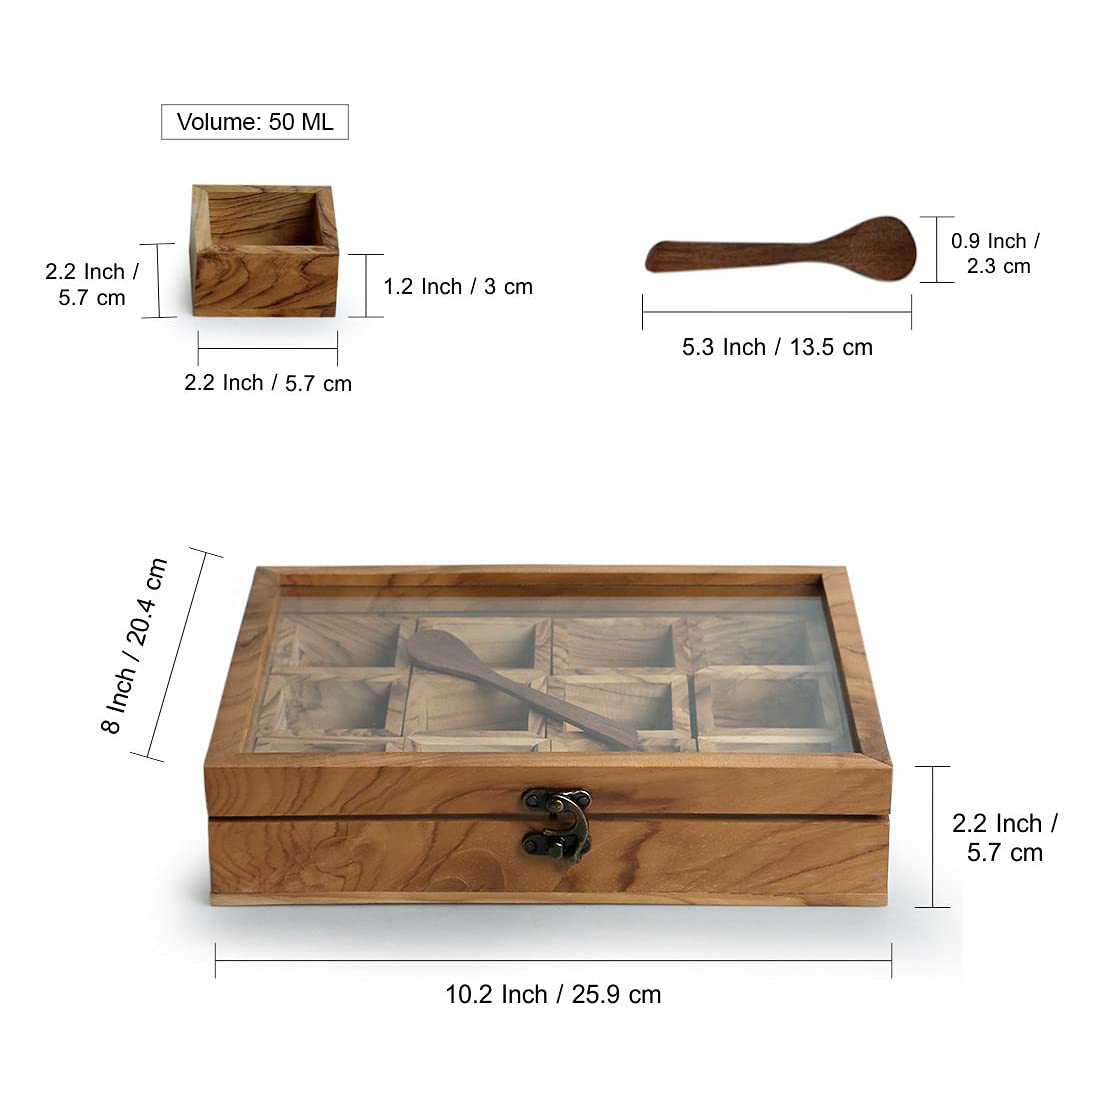 Volume: 50 ML
2.2 Inch /
5.7 cm
1.2 Inch / 3 cm
2.2 Inch / 5.7 cm
0.9 Inch /
2.3 cm
5.3 Inch / 13.5 cm
8 Inch / 20.4 cm
2.2 Inch /
5.7 cm
10.2 Inch / 25.9 cm